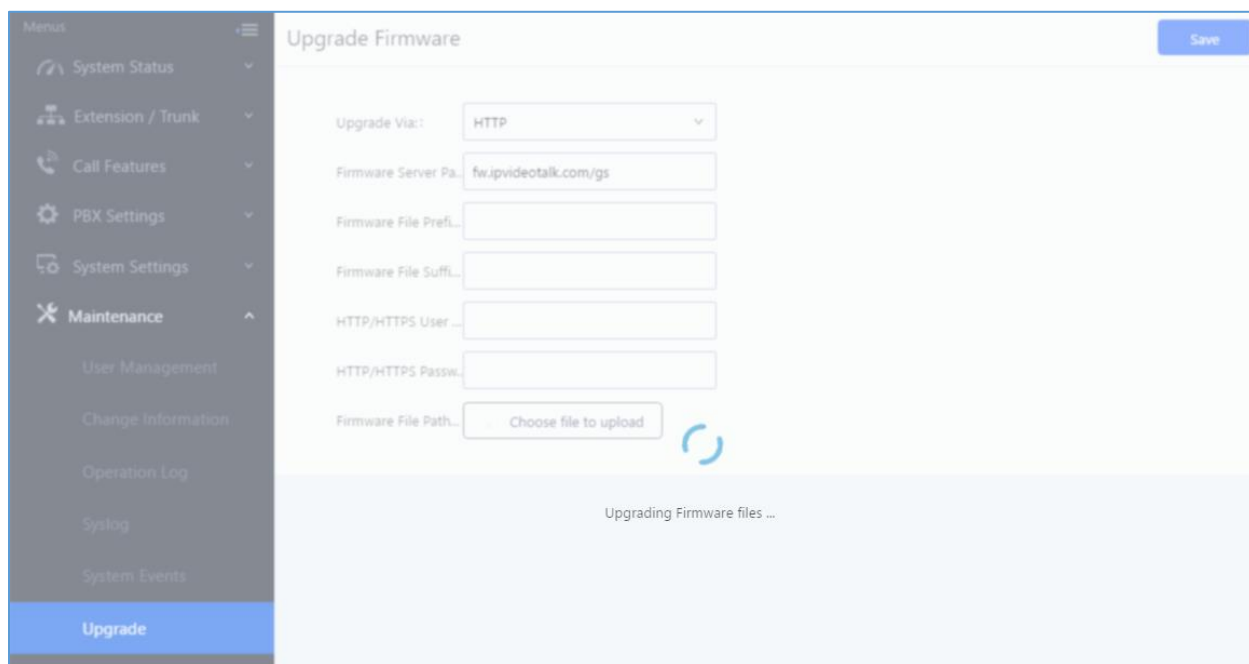 Menus
System Status
Extension / Trunk
Call Features
PBX Settings
System Settings
Maintenance
User Management
Change Information
Operation Log
Syslog
System Events
Upgrade
Upgrade Firmware
Save
Upgrade Via::
HTTP
Firmware Server Pa...
fw.ipvideotalk.com/gs
Firmware File Prefi...
Firmware File Suffi...
HTTP/HTTPS User ...
HTTP/HTTPS Passw...
Firmware File Path...
Choose file to upload
Upgrading Firmware files ...